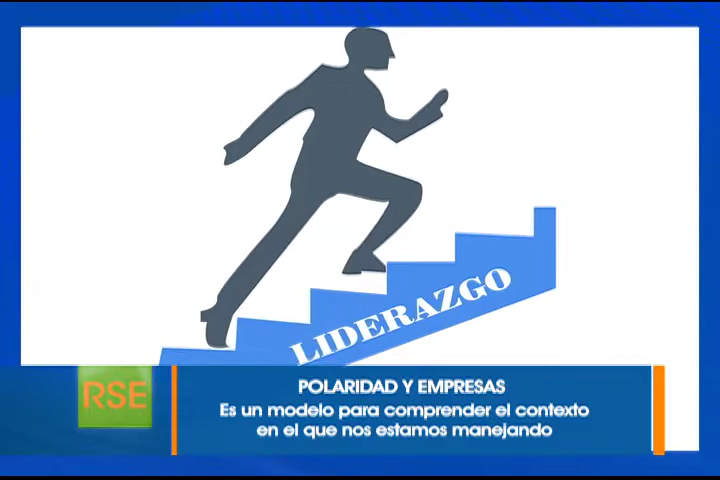 LIDERAZGO
RSE
POLARIDAD Y EMPRESAS
Es un modelo para comprender el contexto
en el que nos estamos manejando